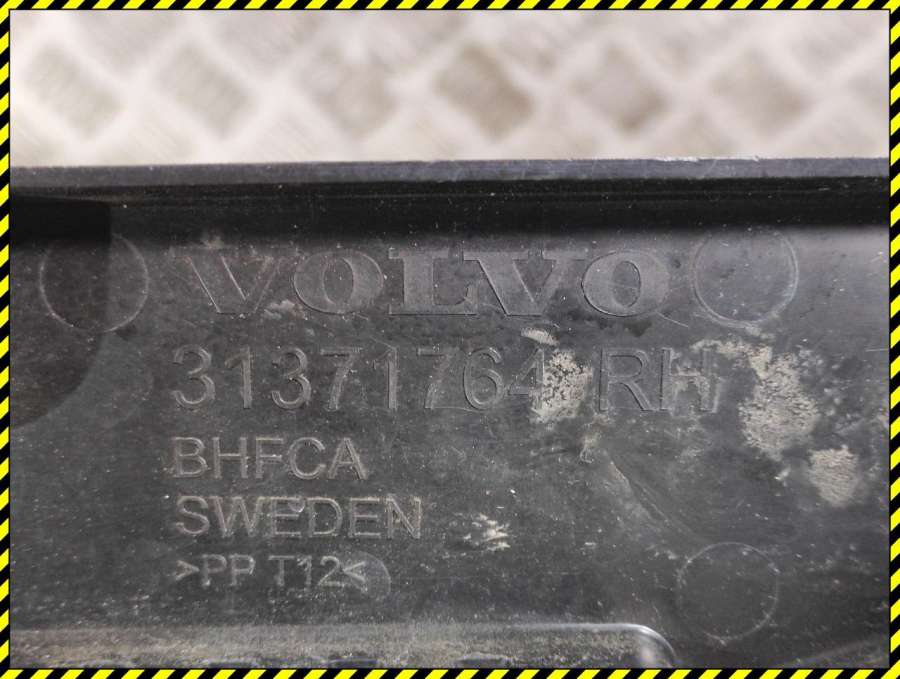 VOLVO
31371764 RH
BHFCA
SWEDEN
>PP T12<